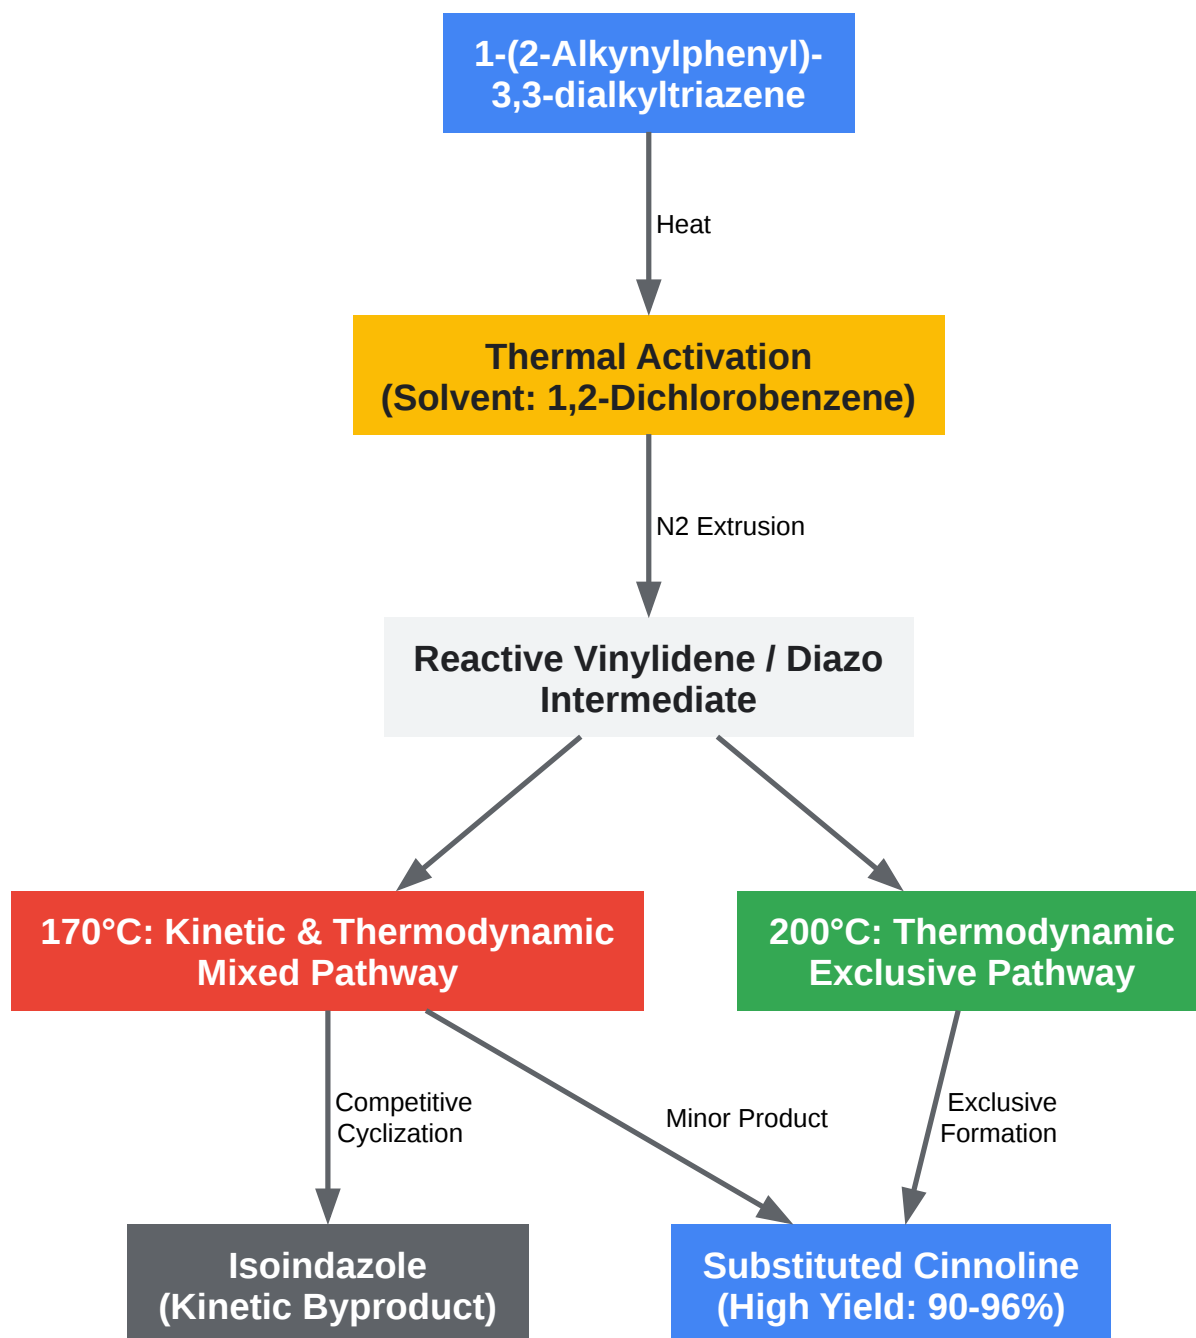 1-(2-Alkynylphenyl)-
3,3-dialkyltriazene
Heat
Thermal Activation
(Solvent: 1,2-Dichlorobenzene)
N2 Extrusion
Reactive Vinylidene / Diazo
Intermediate
170°C: Kinetic & Thermodynamic
Mixed Pathway
200°C: Thermodynamic
Exclusive Pathway
Competitive
Cyclization
Minor Product
Exclusive
Formation
Isoindazole
(Kinetic Byproduct)
Substituted Cinnoline
(High Yield: 90-96%)